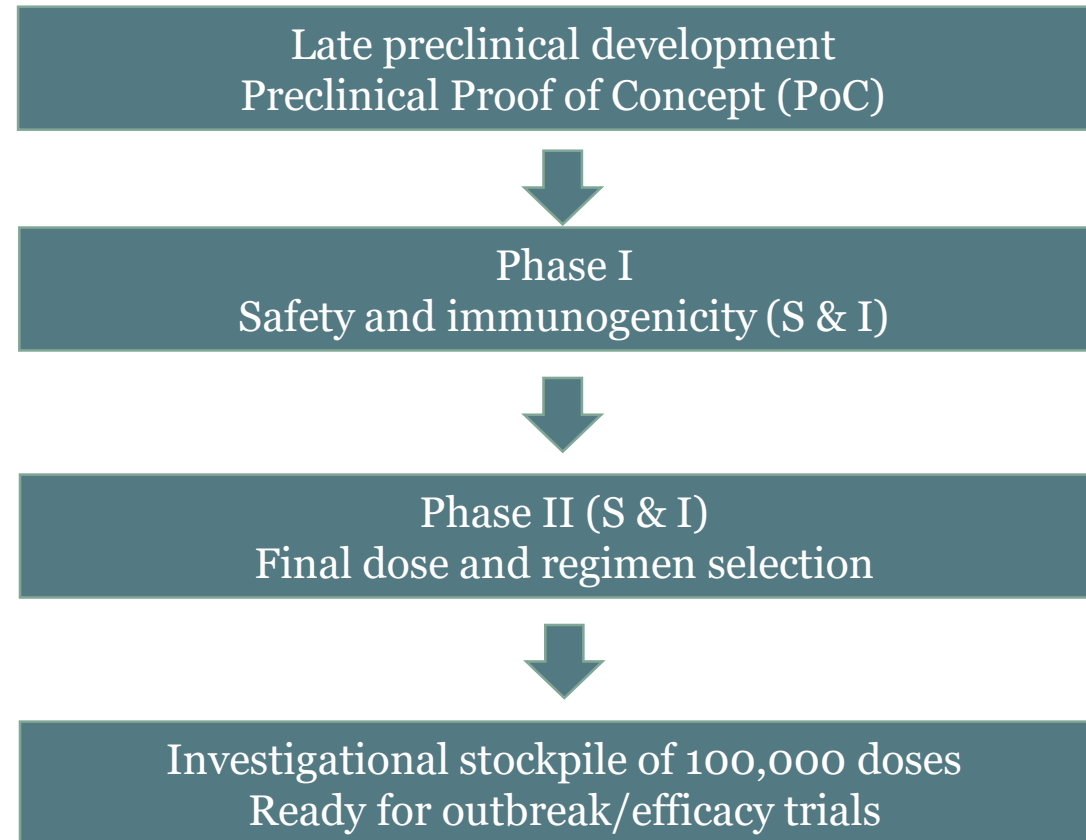 Late preclinical development
Preclinical Proof of Concept (PoC)
Phase I
Safety and immunogenicity (S & I)
Phase II (S & I)
Final dose and regimen selection
Investigational stockpile of 100,000 doses
Ready for outbreak/efficacy trials